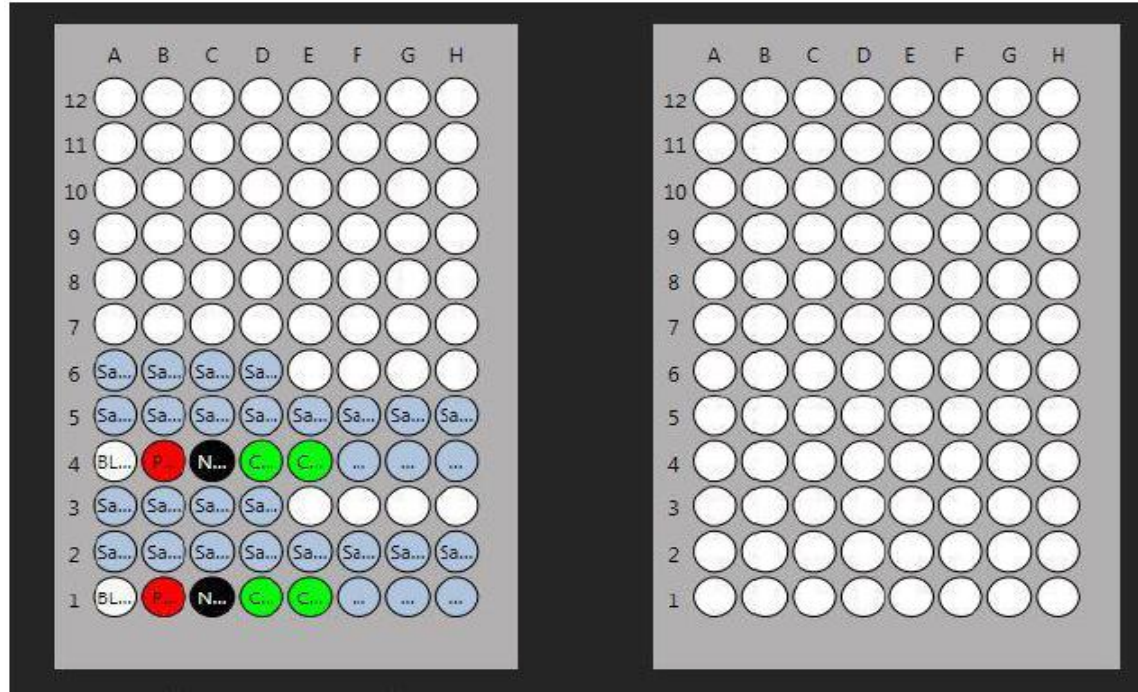 A B C D E F G H A B C D E F G H
12 12
11 11
10 10
9 9
8 8
7 7
6 Sa... Sa... Sa... Sa... 6
5 Sa... Sa... Sa... Sa... Sa... Sa... Sa... Sa... 5
4 BL... P... N... C... C... ... ... ... 4
3 Sa... Sa... Sa... Sa... 3
2 Sa... Sa... Sa... Sa... Sa... Sa... Sa... Sa... 2
1 BL... P... N... C... C... ... ... ... 1